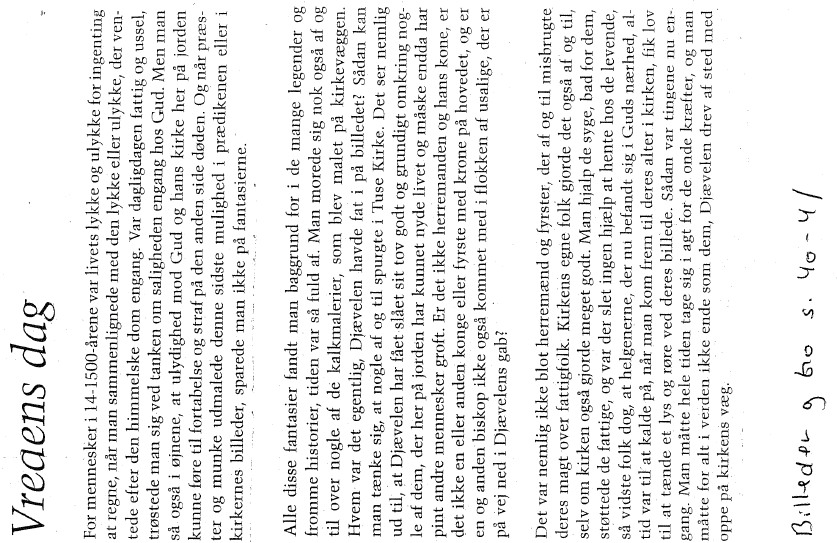 Vreaens dag
For mennesker i 14-1500-årene var livets lykke og ulykke for ingenting
at regne, når man sammenlignede med den lykke eller ulykke, der ven-
tede efter den himmelske dom engang. Var dagligdagen fattig og ussel,
trøstede man sig ved tanken om saligheden engang hos Gud. Men man
så også i øjnene, at ulydighed mod Gud og hans kirke her på jorden
kunne føre til fortabelse og straf på den anden side døden. Og når præs-
ter og munke udmalede denne sidste mulighed i prædikenen eller i
kirkernes billeder, sparede man ikke på fantasierne.
Alle disse fantasier fandt man baggrund for i de mange legender og
fromme historier, tiden var så fuld af. Man morede sig nok også af og
til over nogle af de kalkmalerier, som blev malet på kirkevæggen.
Hvem var det egentlig, Djævelen havde fat i på billedet? Sådan kan
man tænke sig, at nogle af og til spurgte i Tuse Kirke. Det ser nemlig
ud til, at Djævelen har fået slået sit tov godt og grundigt omkring nog-
le af dem, der her på jorden har kunnet nyde livet og måske endda har
pint andre mennesker groft. Er det ikke herremanden og hans kone, er
det ikke en eller anden konge eller fyrste med krone på hovedet, og er
en og anden biskop ikke også kommet med i flokken af usalige, der er
på vej ned i Djævelens gab?
Det var nemlig ikke blot herremænd og fyrster, der af og til misbrugte
deres magt over fattigfolk. Kirkens egne folk gjorde det også af og til,
selv om kirken også gjorde meget godt. Man hjalp de syge, bad for dem,
støttede de fattige, og var der slet ingen hjælp at hente hos de levende,
så vidste folk dog, at helgenerne, der nu befandt sig i Guds nærhed, al-
tid var til at kalde på, når man kom frem til deres alter i kirken, fik lov
til at tænde et lys og røre ved deres billede. Sådan var tingene nu en-
gang. Man måtte hele tiden tage sig i agt for de onde kræfter, og man
måtte for alt i verden ikke ende som dem, Djævelen drev af sted med
oppe på kirkens væg.
Billeder og bio s. 40-41